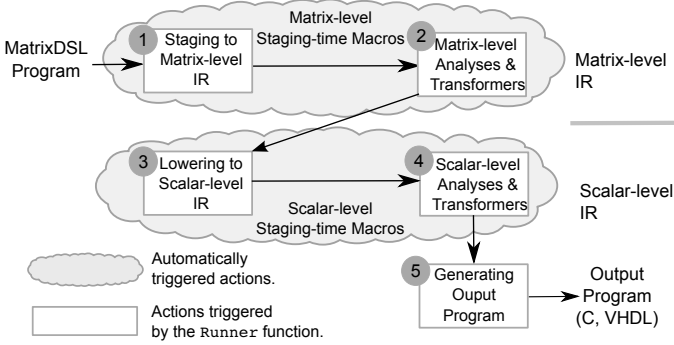 MatrixDSL
Program
1
Staging to
Matrix-level
IR
Matrix-level
Staging-time Macros
2
Matrix-level
Analyses &
Transformers
Matrix-level
IR
3
Lowering to
Scalar-level
IR
Scalar-level
Staging-time Macros
4
Scalar-level
Analyses &
Transformers
Scalar-level
IR
Automatically
triggered actions.
Actions triggered
by the Runner function.
5
Generating
Ouput
Program
Output
Program
(C, VHDL)